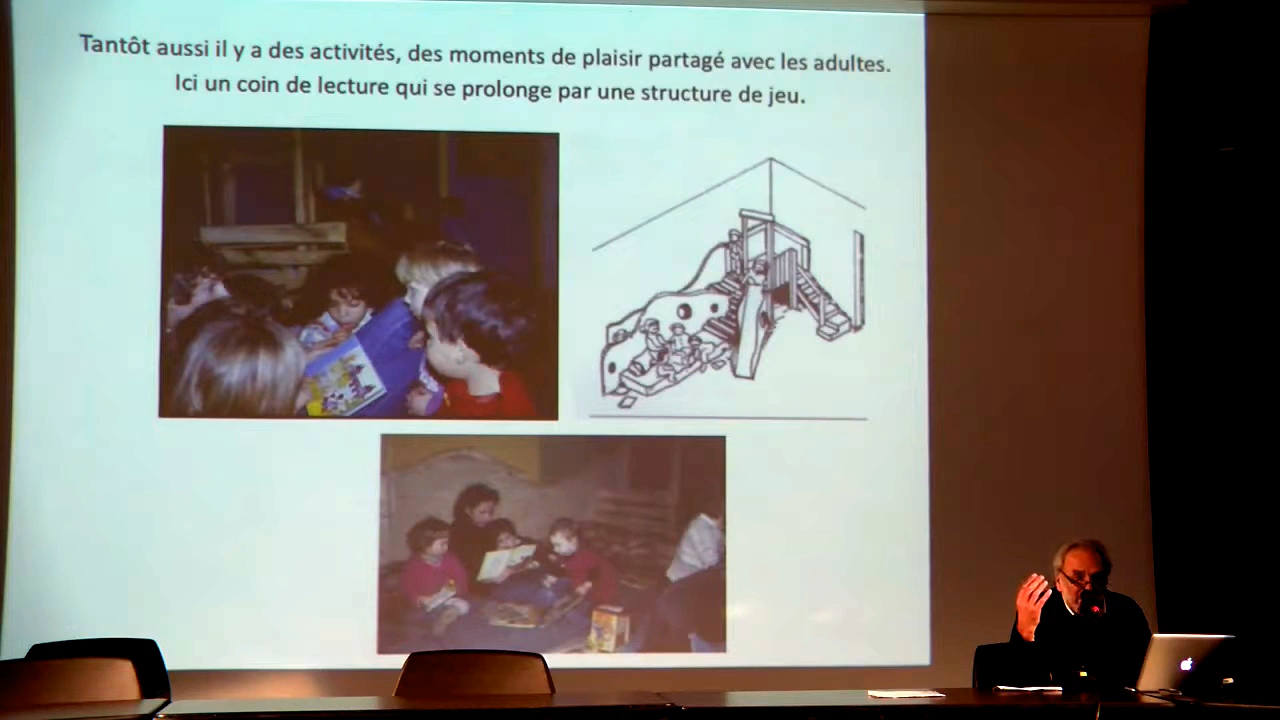 Tantôt aussi il y a des activités, des moments de plaisir partagé avec les adultes.
Ici un coin de lecture qui se prolonge par une structure de jeu.